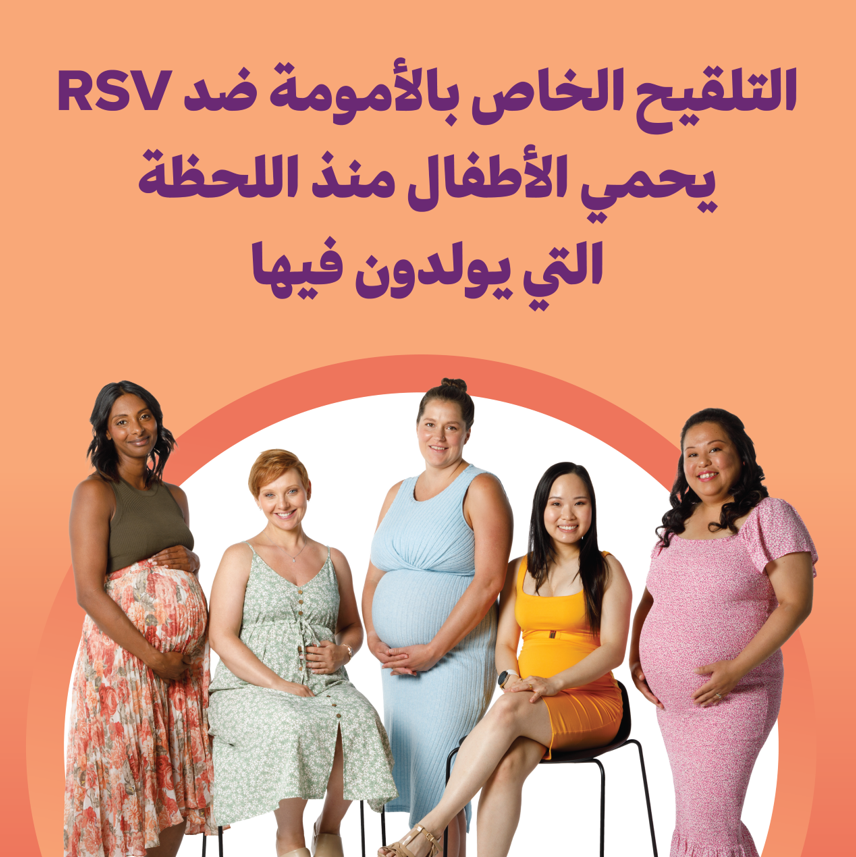 التلقيح الخاص بالأمومة ضد RSV
يحمي الأطفال منذ اللحظة
التي يولدون فيها